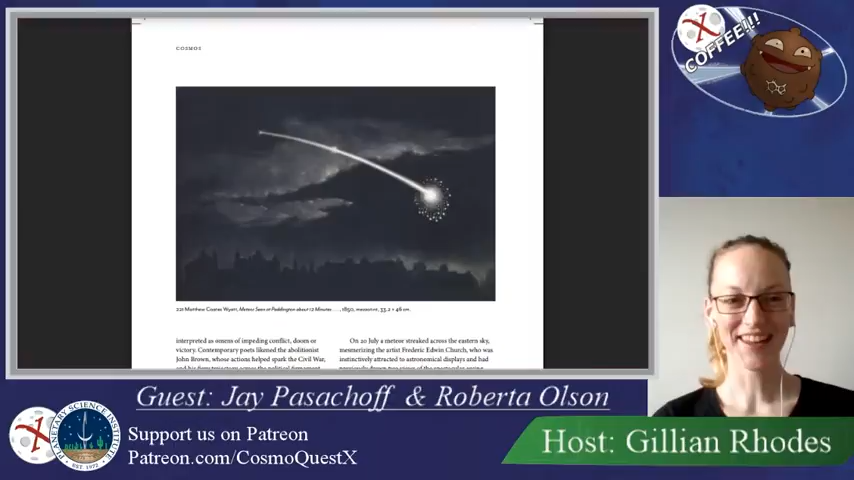 COSMOS
221 Matthew Coates Wyatt, Meteor Seen at Paddington about 12 Minutes . . . , 1850, mezzotint, 33.2 × 46 cm.
interpreted as omens of impeding conflict, doom or
victory. Contemporary poets likened the abolitionist
John Brown, whose actions helped spark the Civil War,
On 20 July a meteor streaked across the eastern sky,
mesmerizing the artist Frederic Edwin Church, who was
instinctively attracted to astronomical displays and had
X
COFFEE!!!
Guest: Jay Pasachoff & Roberta Olson
X
PLANETARY SCIENCE INSTITUTE
EST 1972
Support us on Patreon
Patreon.com/CosmoQuestX
Host: Gillian Rhodes